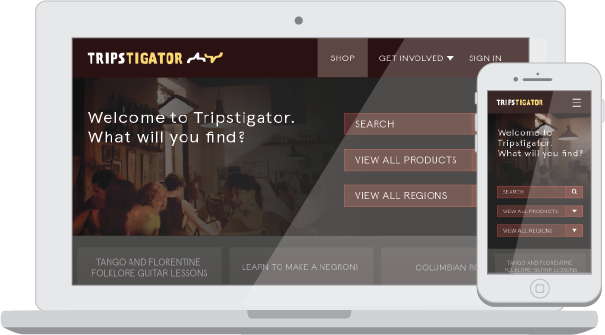 TRIPSTIGATOR
SHOP
GET INVOLVED
SIGN IN
Welcome to Tripstigator.
What will you find?
SEARCH
VIEW ALL PRODUCTS
VIEW ALL REGIONS
TANGO AND FLORENTINE
FOLKLORE GUITAR LESSONS
LEARN TO MAKE A NEGRONI
COLUMBIAN RO
TRIPSTIGATOR
Welcome to
Tripstigator.
What will you find?
SEARCH
VIEW ALL PRODUCTS
VIEW ALL REGIONS
TANGO AND FLORENTINE
FOLKLORE GUITAR LESSONS